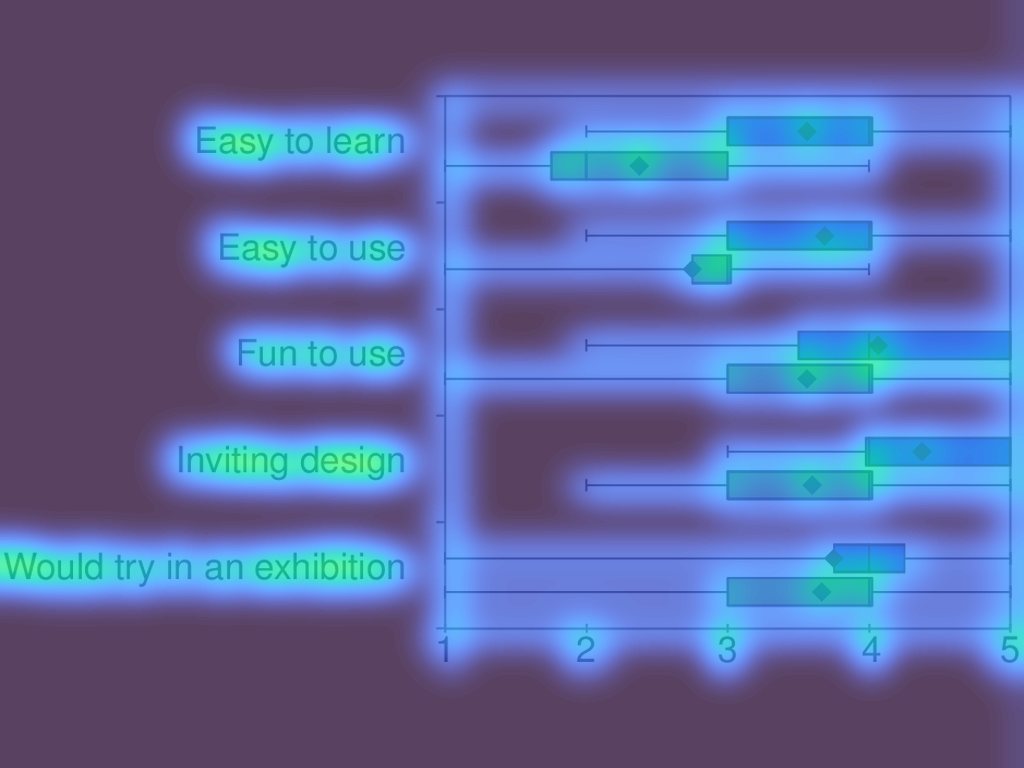 Easy to learn
Easy to use
Fun to use
Inviting design
Would try in an exhibition
1 2 3 4 5